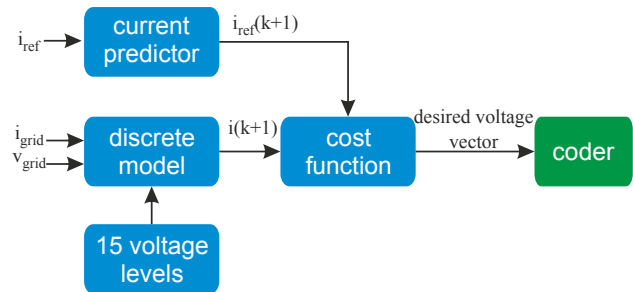 i_ref
current
predictor
i_ref(k+1)
i_grid
v_grid
discrete
model
i(k+1)
cost
function
desired voltage
vector
coder
15 voltage
levels